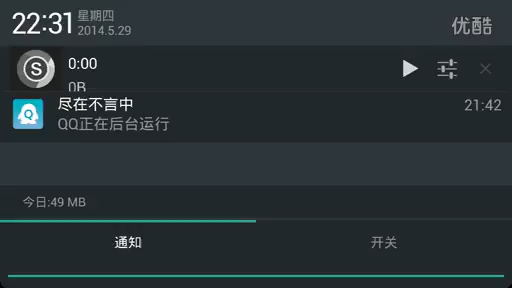 22:31
星期四
2014.5.29
优酷
S
0:00
0B
Q
尽在不言中
21:42
QQ正在后台运行
今日:49 MB
通知
开关